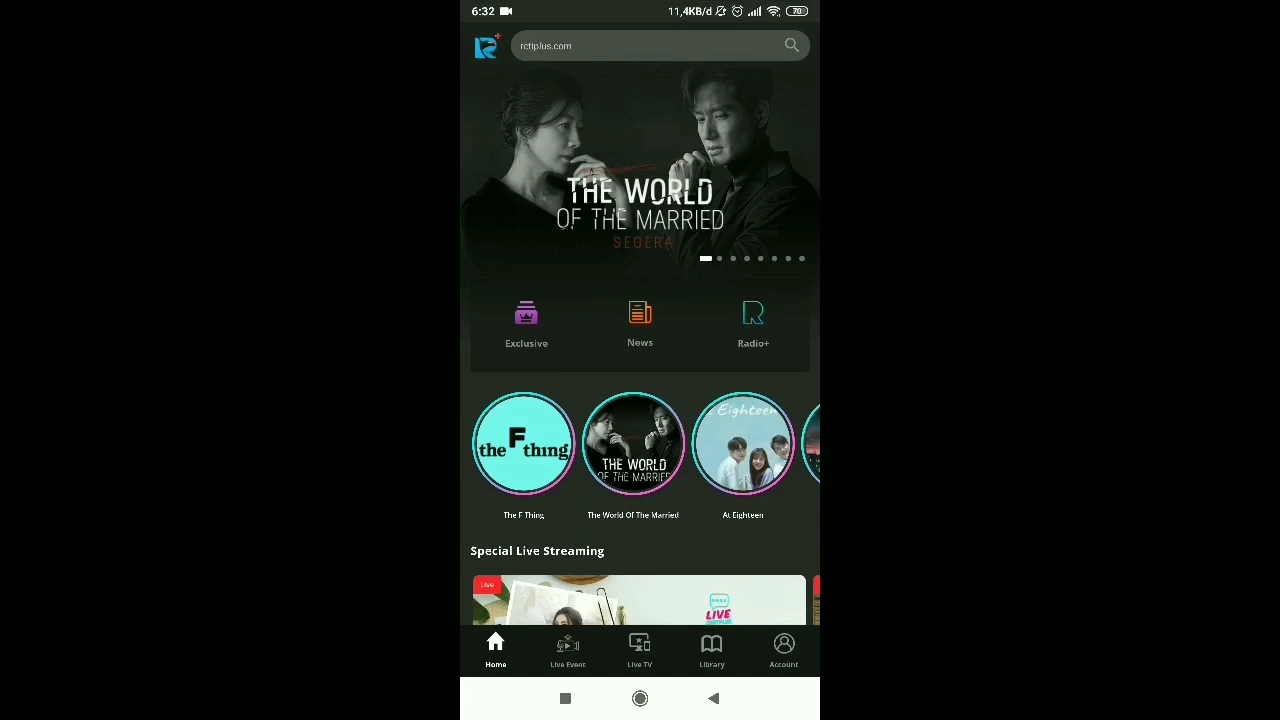 6:32
11,4KB/d
70
rctiplus.com
THE WORLD
OF THE MARRIED
SEGERA
Exclusive
News
Radio+
the F thing
THE WORLD
OF THE MARRIED
Eighteen
The F Thing
The World Of The Married
At Eighteen
Special Live Streaming
Live
LIVE
Home
Live Event
Live TV
Library
Account